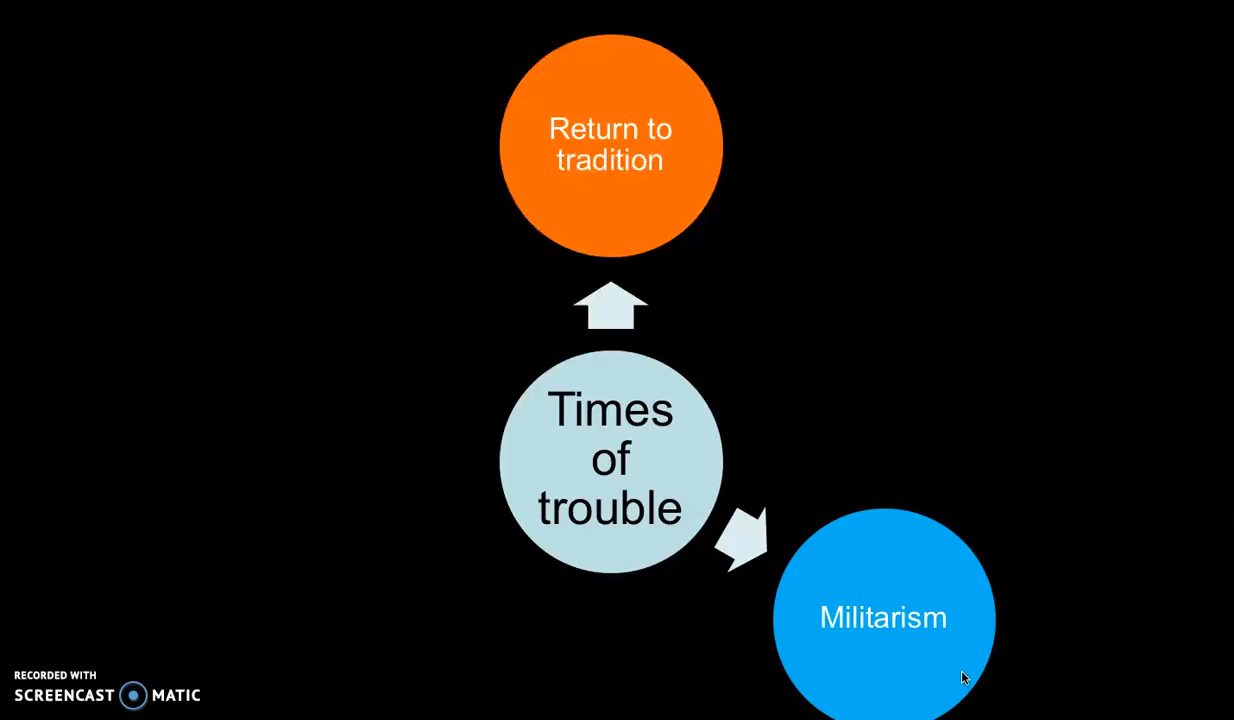 Return to
tradition
Times
of
trouble
Militarism
RECORDED WITH
SCREENCAST MATIC